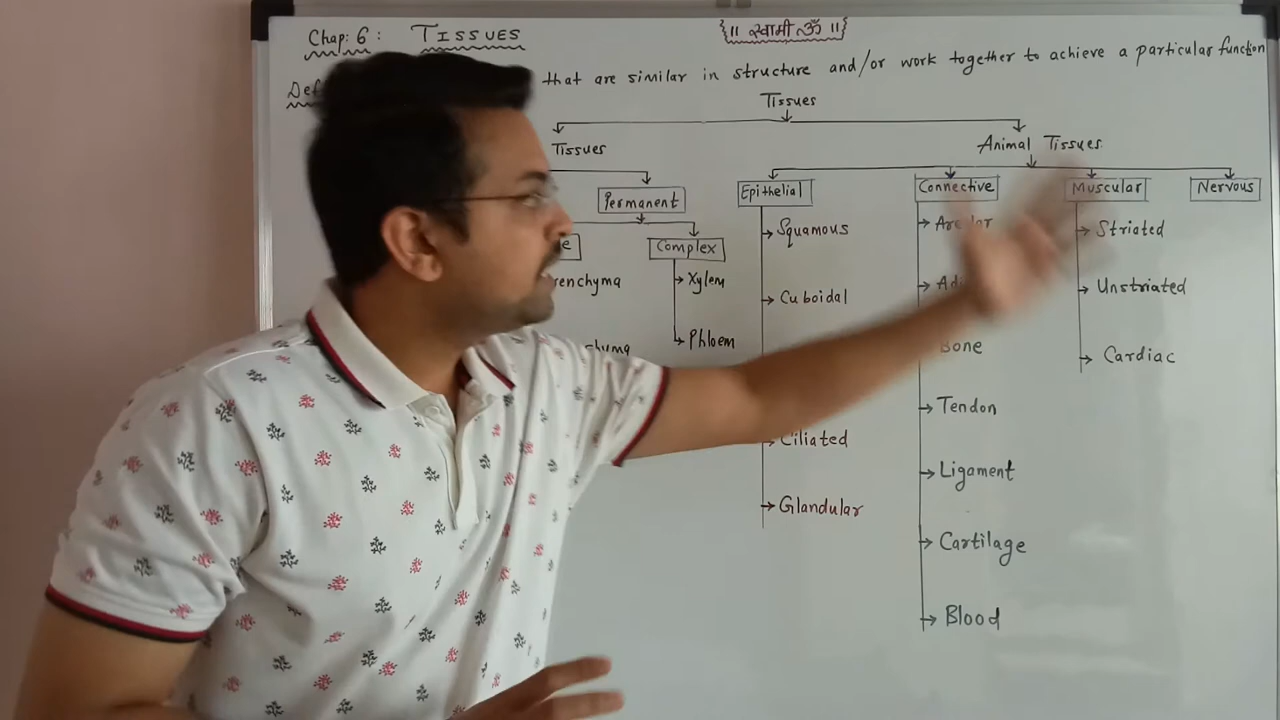 Chap: 6 : TISSUES
|| स्वामी ॐ ||
that are similar in structure and/or work together to achieve a particular function
Tissues
Tissues
Animal Tissues
Permanent
Epithelial
Connective
Muscular
Nervous
Complex
Squamous
Striated
Xylem
Cuboidal
Unstriated
Phloem
Bone
Cardiac
Tendon
Ciliated
Ligament
Glandular
Cartilage
Blood